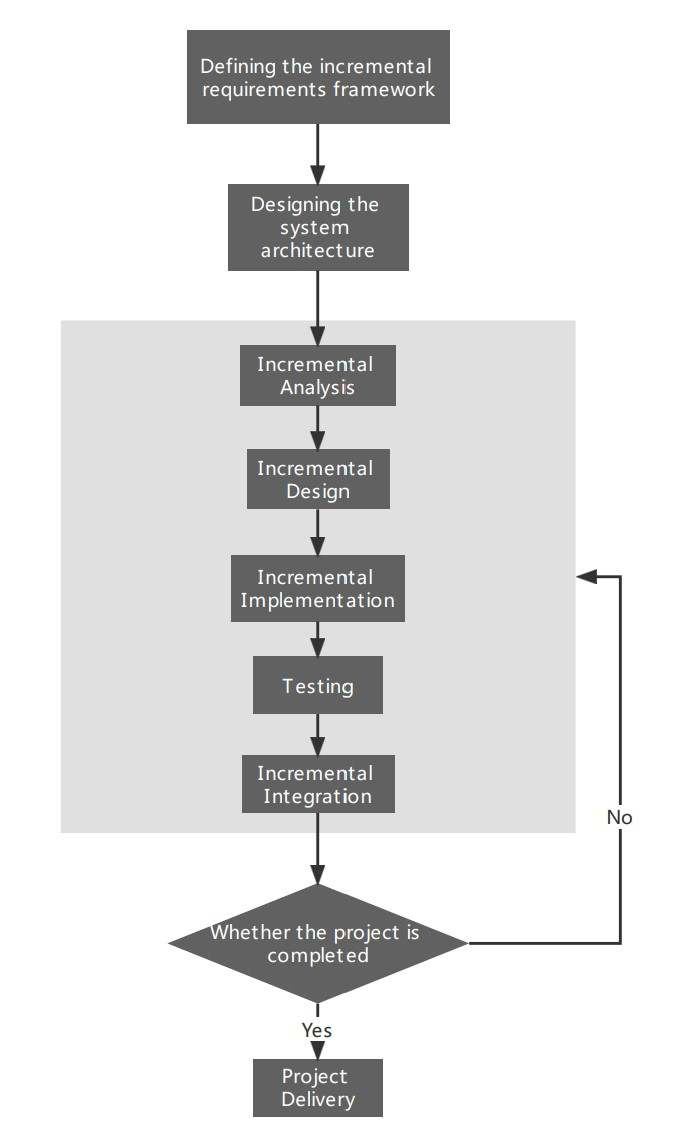 Defining the incremental
requirements framework
Designing the
system
architecture
Incremental
Analysis
Incremental
Design
Incremental
Implementation
Testing
Incremental
Integration
No
Whether the project is
completed
Yes
Project
Delivery